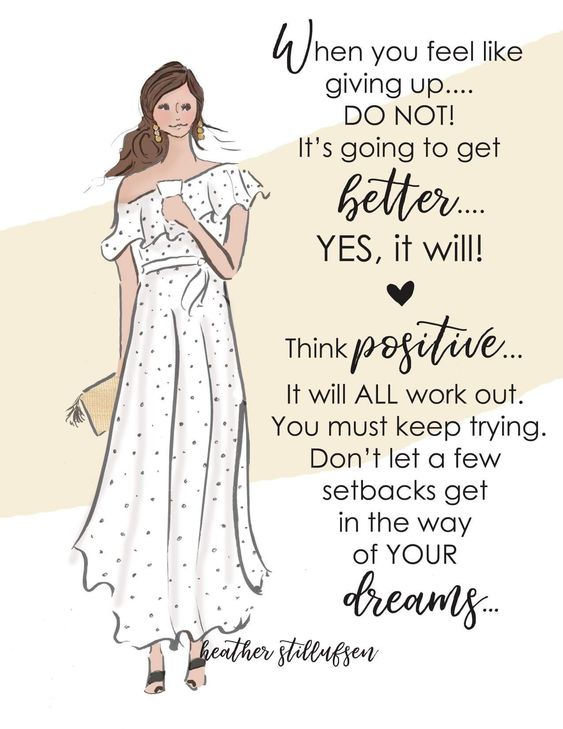 When you feel like
giving up....
DO NOT!
It's going to get
better....
YES, it will!
Think positive...
It will ALL work out.
You must keep trying.
Don't let a few
setbacks get
in the way
of YOUR
dreams...
heather stillufsen